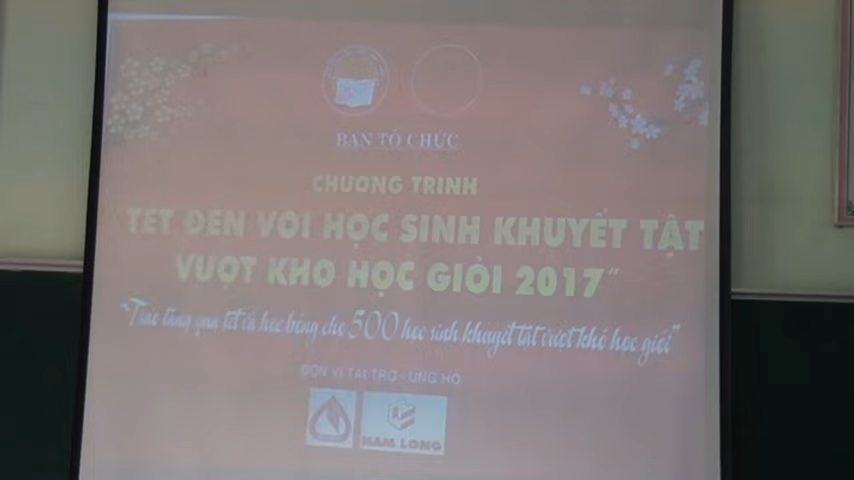 BAN TỔ CHỨC
CHƯƠNG TRÌNH
TẾT ĐẾN VỚI HỌC SINH KHUYẾT TẬT
VƯỢT KHÓ HỌC GIỎI 2017"
"Trao tặng quà tết và học bổng cho 500 học sinh khuyết tật vượt khó học giỏi"
ĐƠN VỊ TÀI TRỢ - ỦNG HỘ
NAM LONG